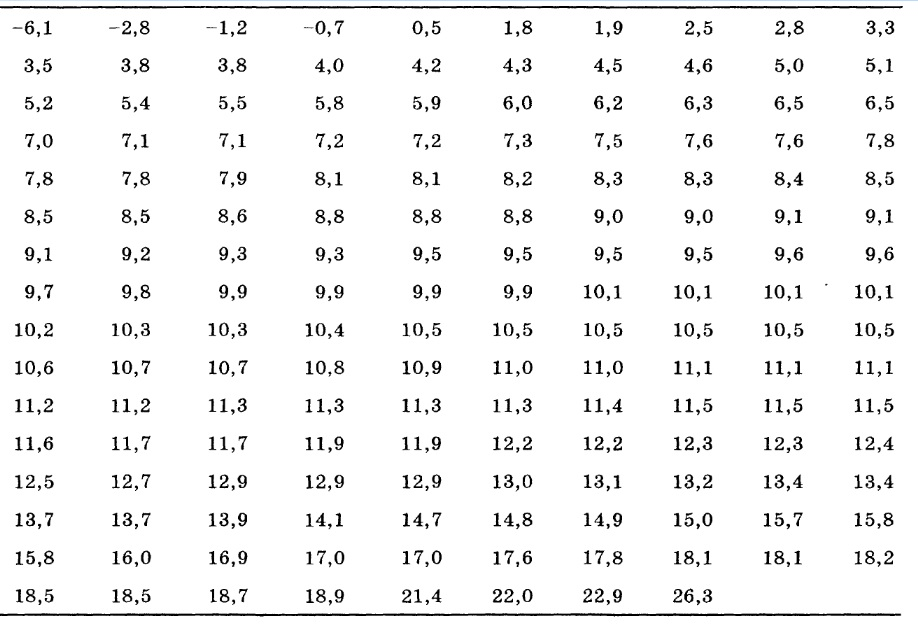 −6,1 −2,8 −1,2 −0,7 0,5 1,8 1,9 2,5 2,8 3,3
3,5 3,8 3,8 4,0 4,2 4,3 4,5 4,6 5,0 5,1
5,2 5,4 5,5 5,8 5,9 6,0 6,2 6,3 6,5 6,5
7,0 7,1 7,1 7,2 7,2 7,3 7,5 7,6 7,6 7,8
7,8 7,8 7,9 8,1 8,1 8,2 8,3 8,3 8,4 8,5
8,5 8,5 8,6 8,8 8,8 8,8 9,0 9,0 9,1 9,1
9,1 9,2 9,3 9,3 9,5 9,5 9,5 9,5 9,6 9,6
9,7 9,8 9,9 9,9 9,9 9,9 10,1 10,1 10,1 10,1
10,2 10,3 10,3 10,4 10,5 10,5 10,5 10,5 10,5 10,5
10,6 10,7 10,7 10,8 10,9 11,0 11,0 11,1 11,1 11,1
11,2 11,2 11,3 11,3 11,3 11,3 11,4 11,5 11,5 11,5
11,6 11,7 11,7 11,9 11,9 12,2 12,2 12,3 12,3 12,4
12,5 12,7 12,9 12,9 12,9 13,0 13,1 13,2 13,4 13,4
13,7 13,7 13,9 14,1 14,7 14,8 14,9 15,0 15,7 15,8
15,8 16,0 16,9 17,0 17,0 17,6 17,8 18,1 18,1 18,2
18,5 18,5 18,7 18,9 21,4 22,0 22,9 26,3